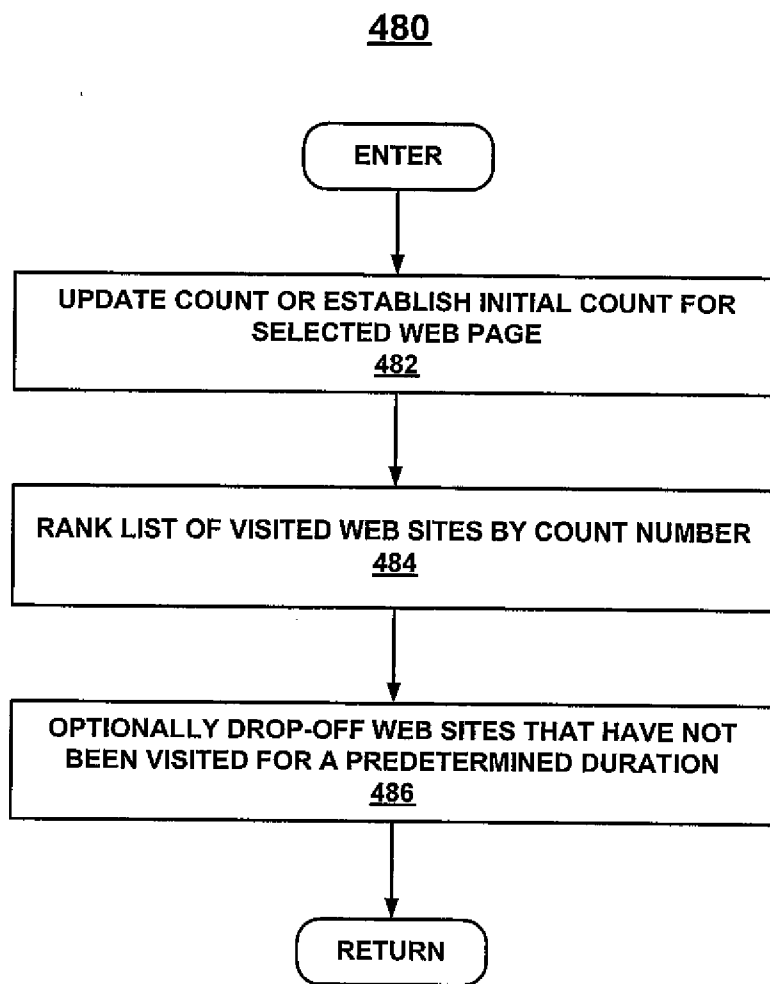 480
ENTER
UPDATE COUNT OR ESTABLISH INITIAL COUNT FOR
SELECTED WEB PAGE
482
RANK LIST OF VISITED WEB SITES BY COUNT NUMBER
484
OPTIONALLY DROP-OFF WEB SITES THAT HAVE NOT
BEEN VISITED FOR A PREDETERMINED DURATION
486
RETURN